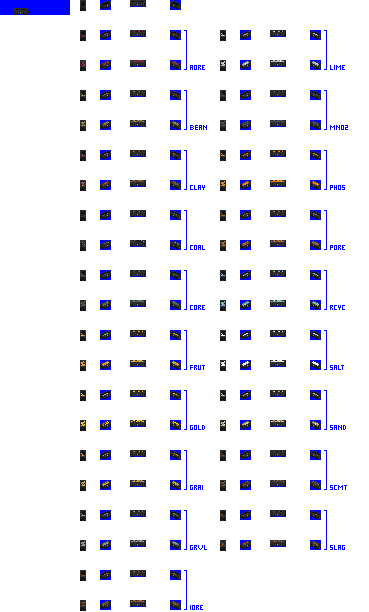 AORE
LIME
BEAN
MNO2
CLAY
PHOS
COAL
PORE
CORE
RCYC
FRUT
SALT
GOLD
SAND
GRAI
SCMT
GRVL
SLAG
IORE